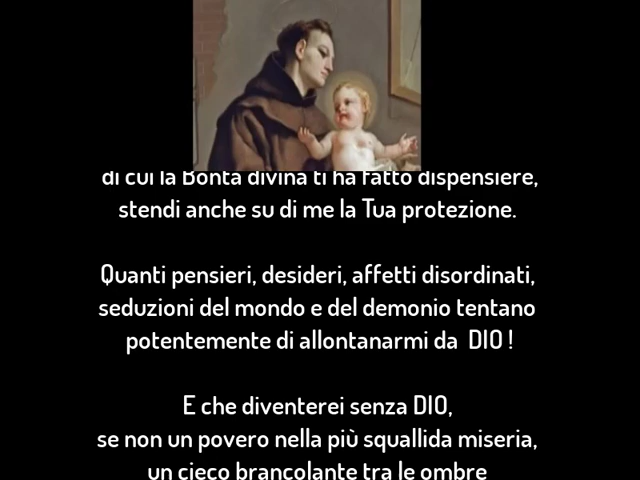 di cui la Bontà divina ti ha fatto dispensiere,
stendi anche su di me la Tua protezione.
Quanti pensieri, desideri, affetti disordinati,
seduzioni del mondo e del demonio tentano
potentemente di allontanarmi da DIO !
E che diventerei senza DIO,
se non un povero nella più squallida miseria,
un cieco brancolante tra le ombre